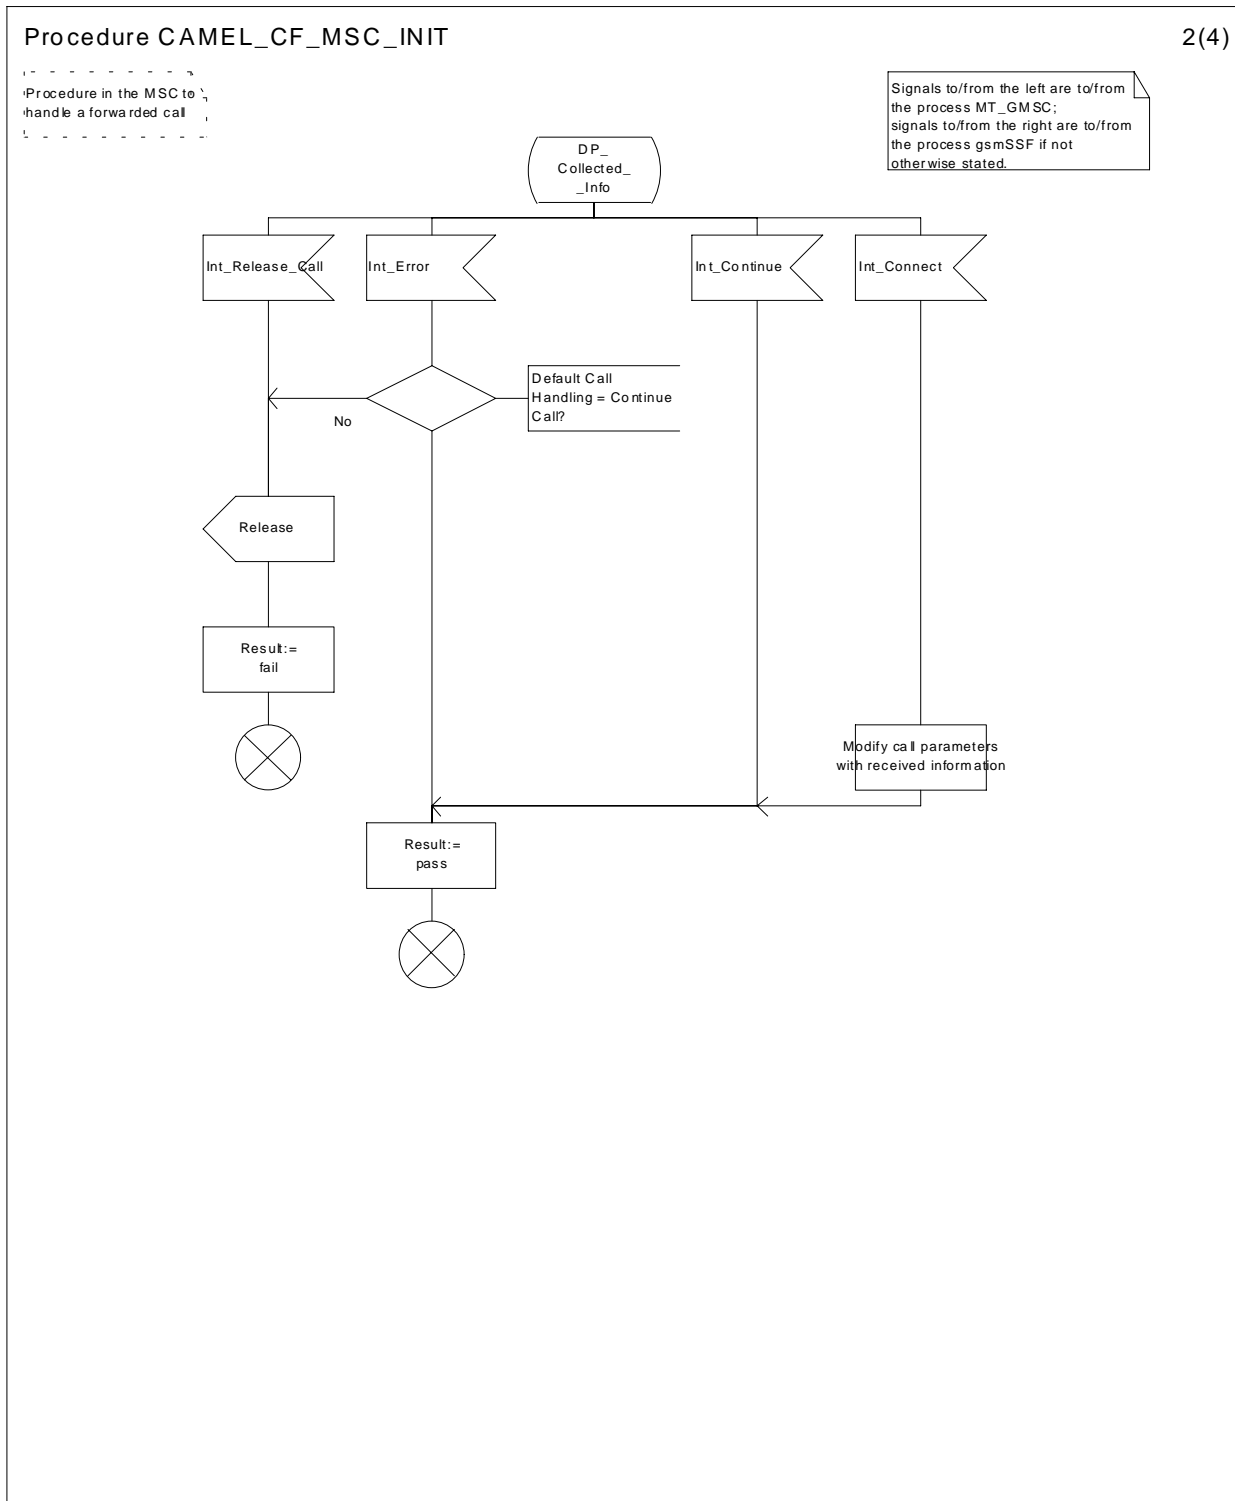 Procedure CAMEL_CF_MSC_INIT
2(4)
Procedure in the MSC to
handle a forwarded call
Signals to/from the left are to/from
the process MT_GMSC;
signals to/from the right are to/from
the process gsmSSF if not
otherwise stated.
DP_
Collected_
_Info
Int_Release_Call
Int_Error
Int_Continue
Int_Connect
Default Call
Handling = Continue
Call?
No
Release
Result:=
fail
Modify call parameters
with received information
Result:=
pass